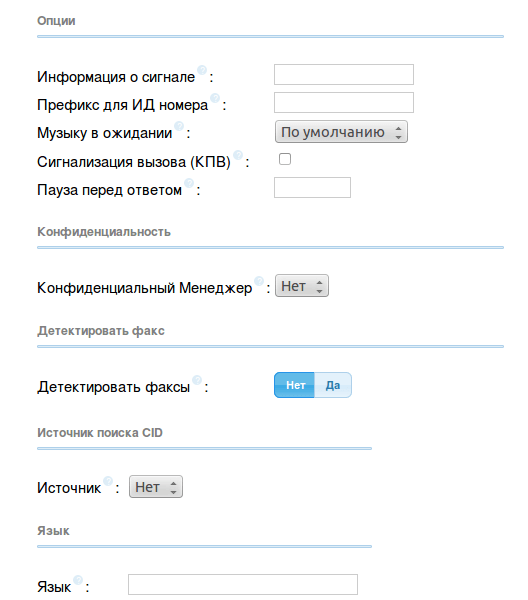 Опции
Информация о сигнале ? :
Префикс для ИД номера ? :
Музыку в ожидании ? : По умолчанию
Сигнализация вызова (КПВ) ? :
Пауза перед ответом ? :
Конфиденциальность
Конфиденциальный Менеджер ? : Нет
Детектировать факс
Детектировать факсы ? : Нет Да
Источник поиска CID
Источник ? : Нет
Язык
Язык ? :